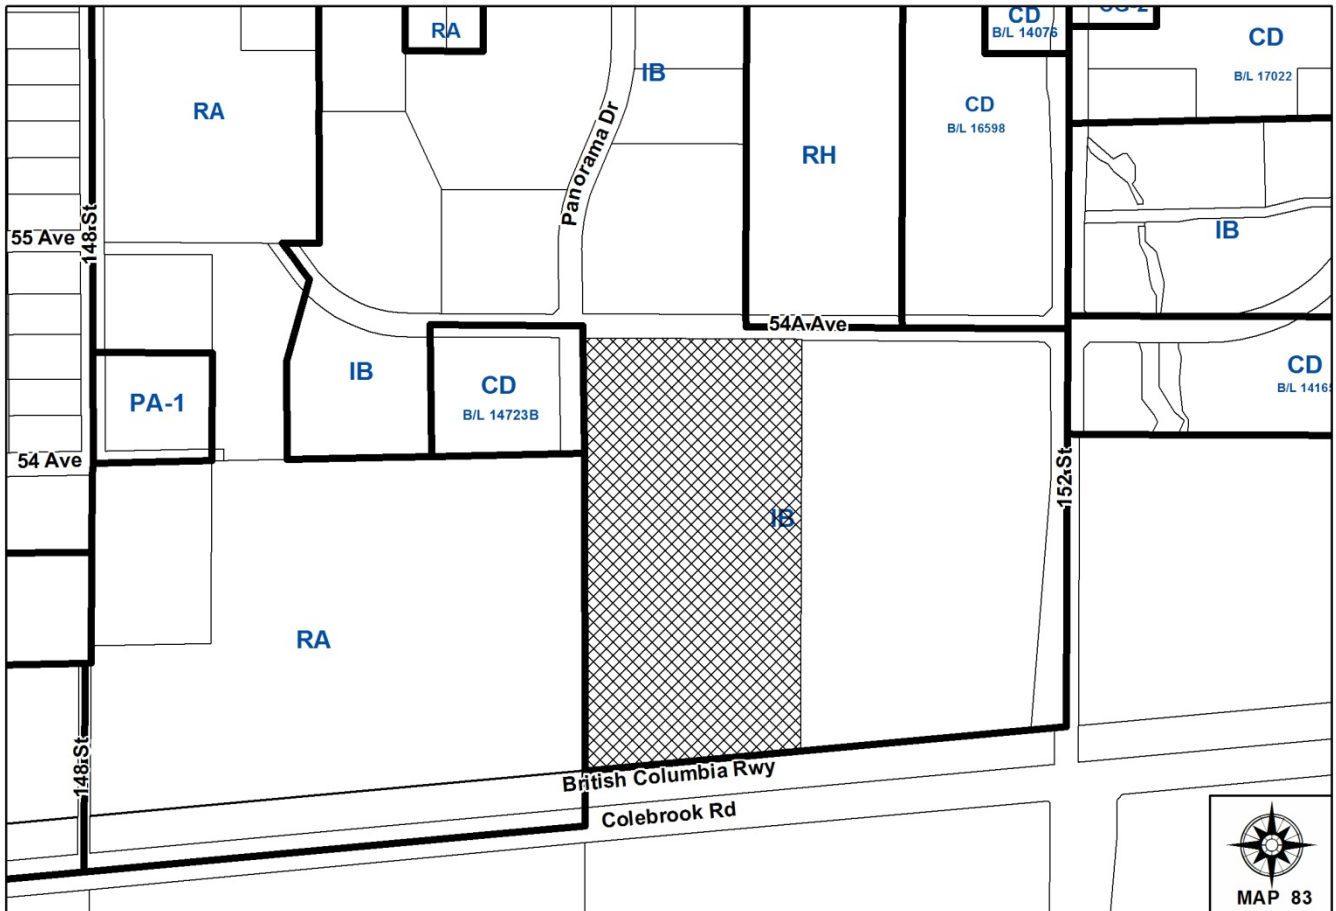 RA
CD
B/L 14076
CD
B/L 17022
IB
RA
CD
B/L 16598
RH
Panorama Dr
148 St
55 Ave
IB
54A Ave
IB
CD
B/L 14723B
CD
PA-1
54 Ave
152 St
IB
RA
148 St
British Columbia Rwy
Colebrook Rd
MAP 83